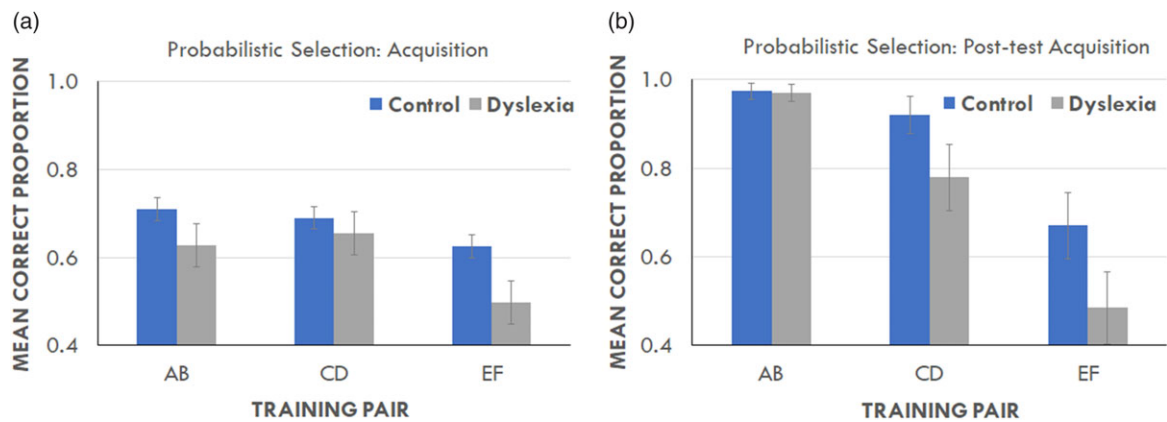 (a)
Probabilistic Selection: Acquisition
MEAN CORRECT PROPORTION
1.0
0.8
0.6
0.4
Control Dyslexia
AB CD EF
TRAINING PAIR
(b)
Probabilistic Selection: Post-test Acquisition
MEAN CORRECT PROPORTION
1.0
0.8
0.6
0.4
Control Dyslexia
AB CD EF
TRAINING PAIR